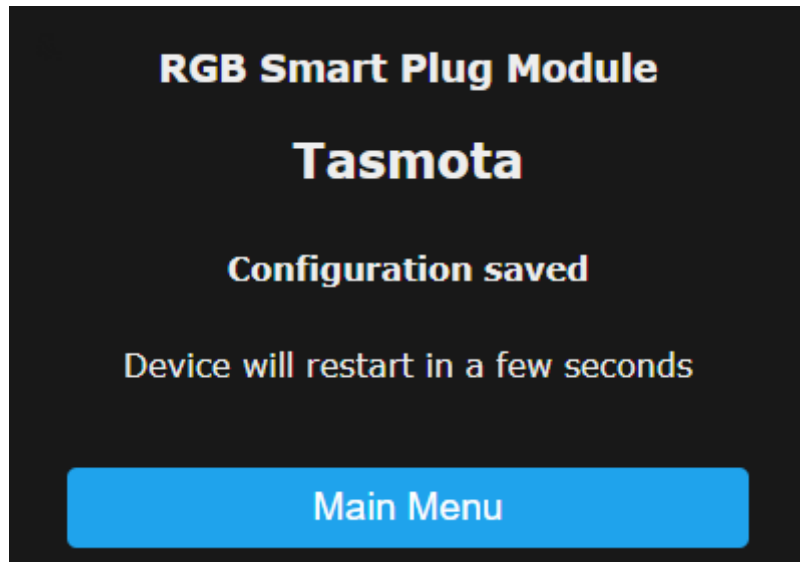 RGB Smart Plug Module
Tasmota
Configuration saved
Device will restart in a few seconds
Main Menu